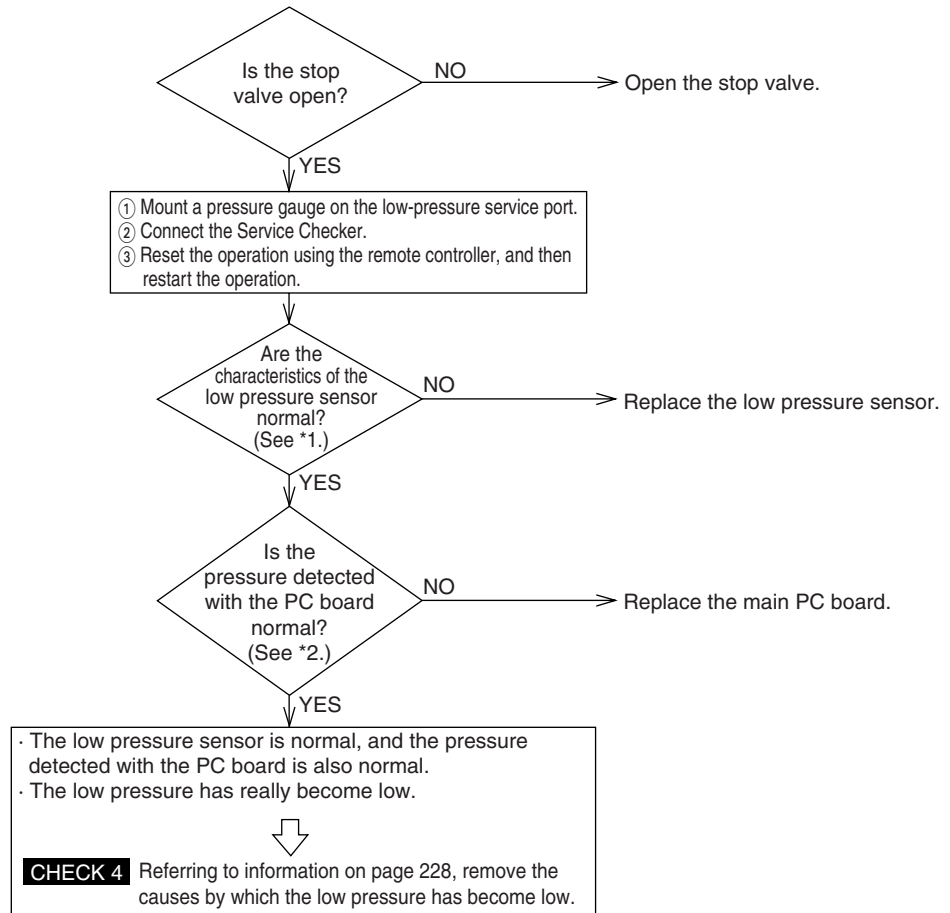 Is the stop
valve open?
NO
Open the stop valve.
YES
① Mount a pressure gauge on the low-pressure service port.
② Connect the Service Checker.
③ Reset the operation using the remote controller, and then
restart the operation.
Are the
characteristics of the
low pressure sensor
normal?
(See *1.)
NO
Replace the low pressure sensor.
YES
Is the
pressure detected
with the PC board
normal?
(See *2.)
NO
Replace the main PC board.
YES
· The low pressure sensor is normal, and the pressure
detected with the PC board is also normal.
· The low pressure has really become low.
CHECK 4 Referring to information on page 228, remove the
causes by which the low pressure has become low.